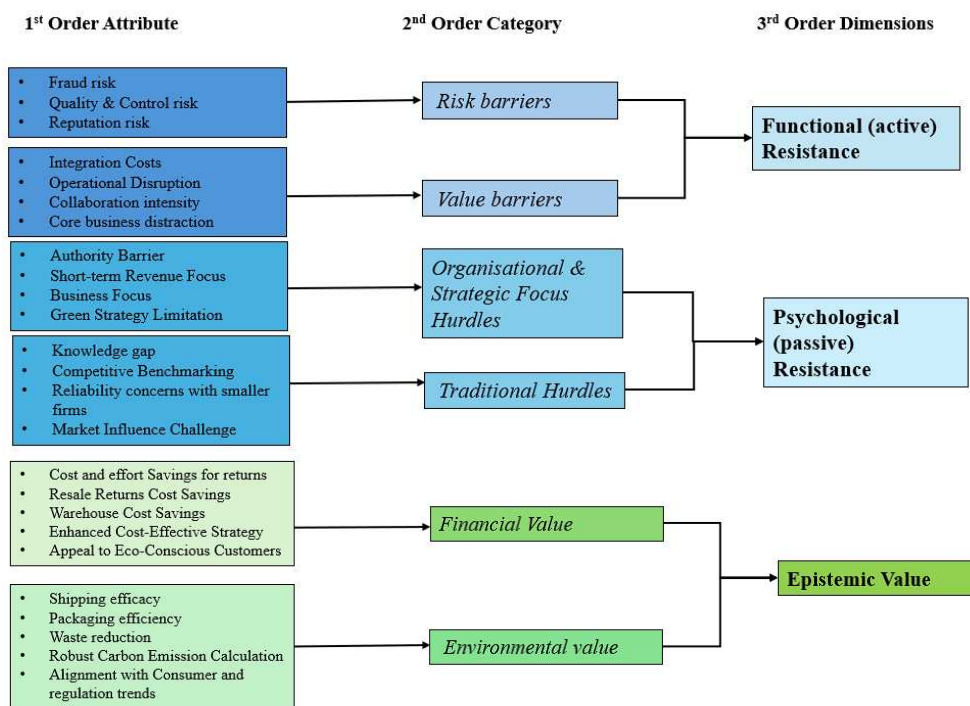 1st Order Attribute
2nd Order Category
3rd Order Dimensions
• Fraud risk
• Quality & Control risk
• Reputation risk
Risk barriers
Functional (active)
Resistance
• Integration Costs
• Operational Disruption
• Collaboration intensity
• Core business distraction
Value barriers
• Authority Barrier
• Short-term Revenue Focus
• Business Focus
• Green Strategy Limitation
Organisational &
Strategic Focus
Hurdles
Psychological
(passive)
Resistance
• Knowledge gap
• Competitive Benchmarking
• Reliability concerns with smaller
firms
• Market Influence Challenge
Traditional Hurdles
• Cost and effort Savings for returns
• Resale Returns Cost Savings
• Warehouse Cost Savings
• Enhanced Cost-Effective Strategy
• Appeal to Eco-Conscious Customers
Financial Value
Epistemic Value
• Shipping efficacy
• Packaging efficiency
• Waste reduction
• Robust Carbon Emission Calculation
• Alignment with Consumer and
regulation trends
Environmental value